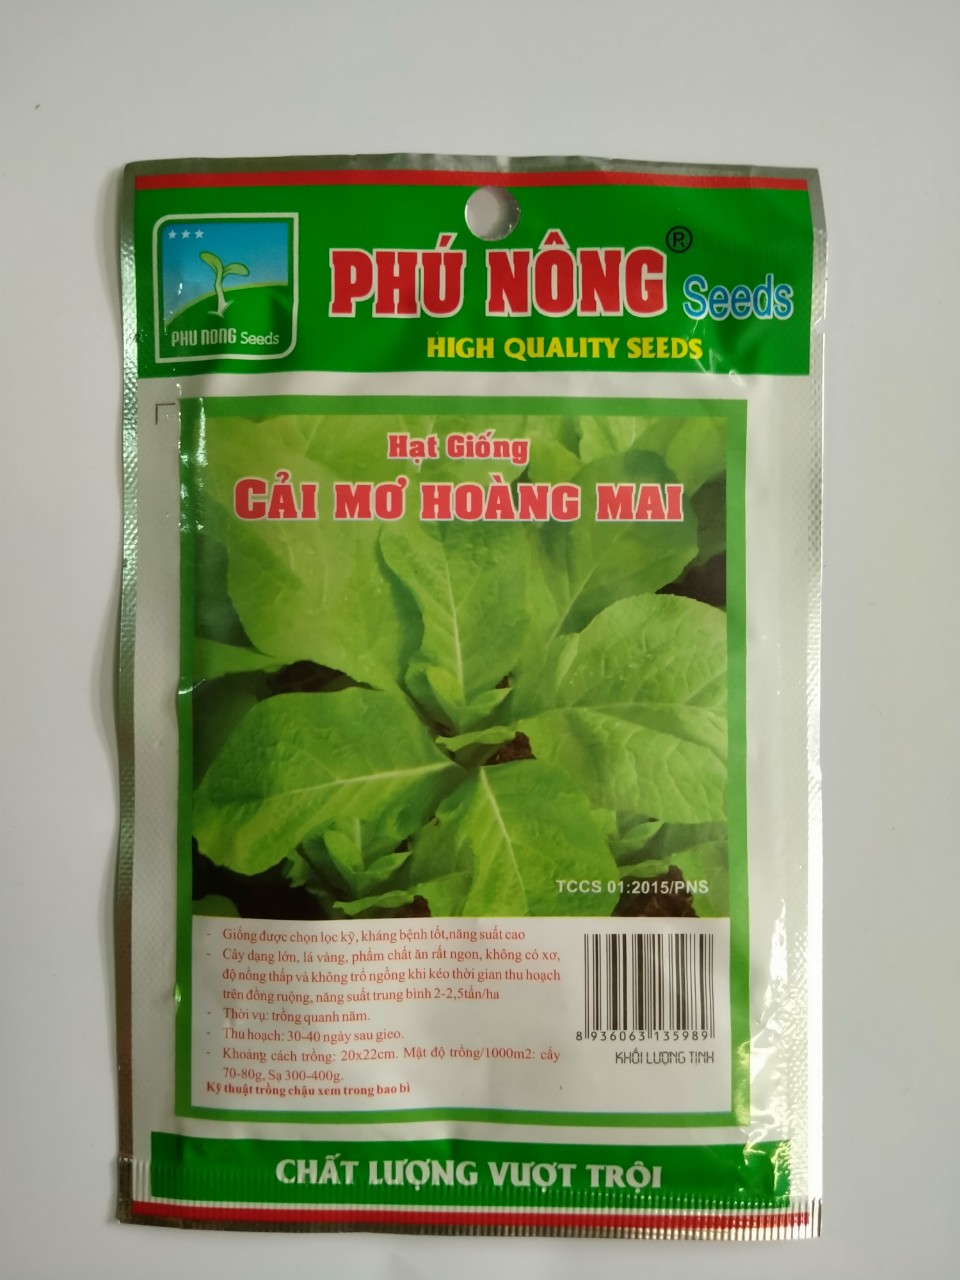 PHU NONG Seeds
PHÚ NÔNG® Seeds
HIGH QUALITY SEEDS
Hạt Giống
CẢI MƠ HOÀNG MAI
TCCS 01:2015/PNS
- Giống được chọn lọc kỹ, kháng bệnh tốt,năng suất cao
- Cây dạng lớn, lá vàng, phẩm chất ăn rất ngon, không có xơ,
độ nồng thấp và không trổ ngồng khi kéo thời gian thu hoạch
trên đồng ruộng, năng suất trung bình 2-2,5tấn/ha
- Thời vụ: trồng quanh năm.
- Thu hoạch: 30-40 ngày sau gieo.
- Khoảng cách trồng: 20x22cm. Mật độ trồng/1000m2: cấy
70-80g, Sạ 300-400g.
Kỹ thuật trồng chậu xem trong bao bì
8 936063 135989
KHỐI LƯỢNG TỊNH
CHẤT LƯỢNG VƯỢT TRỘI